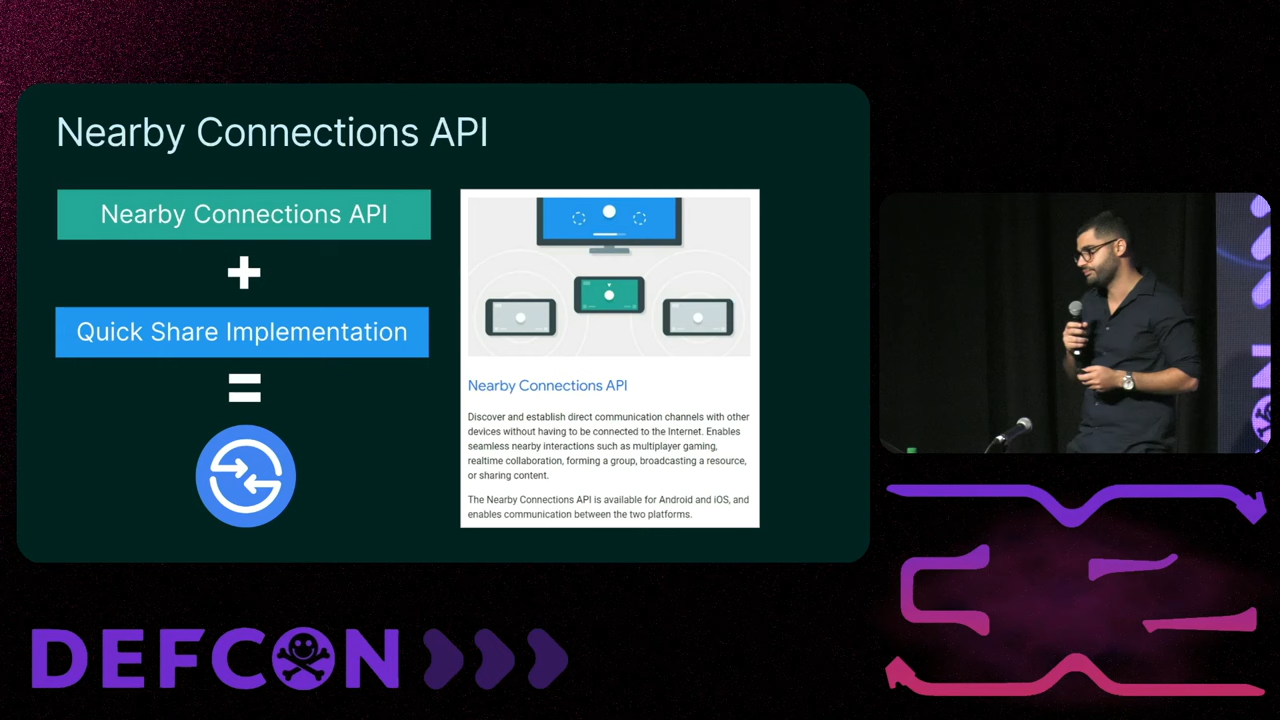 Nearby Connections API
Nearby Connections API
+
Quick Share Implementation
=
Nearby Connections API
Discover and establish direct communication channels with other
devices without having to be connected to the Internet. Enables
seamless nearby interactions such as multiplayer gaming,
realtime collaboration, forming a group, broadcasting a resource,
or sharing content.
The Nearby Connections API is available for Android and iOS, and
enables communication between the two platforms.
DEFCON